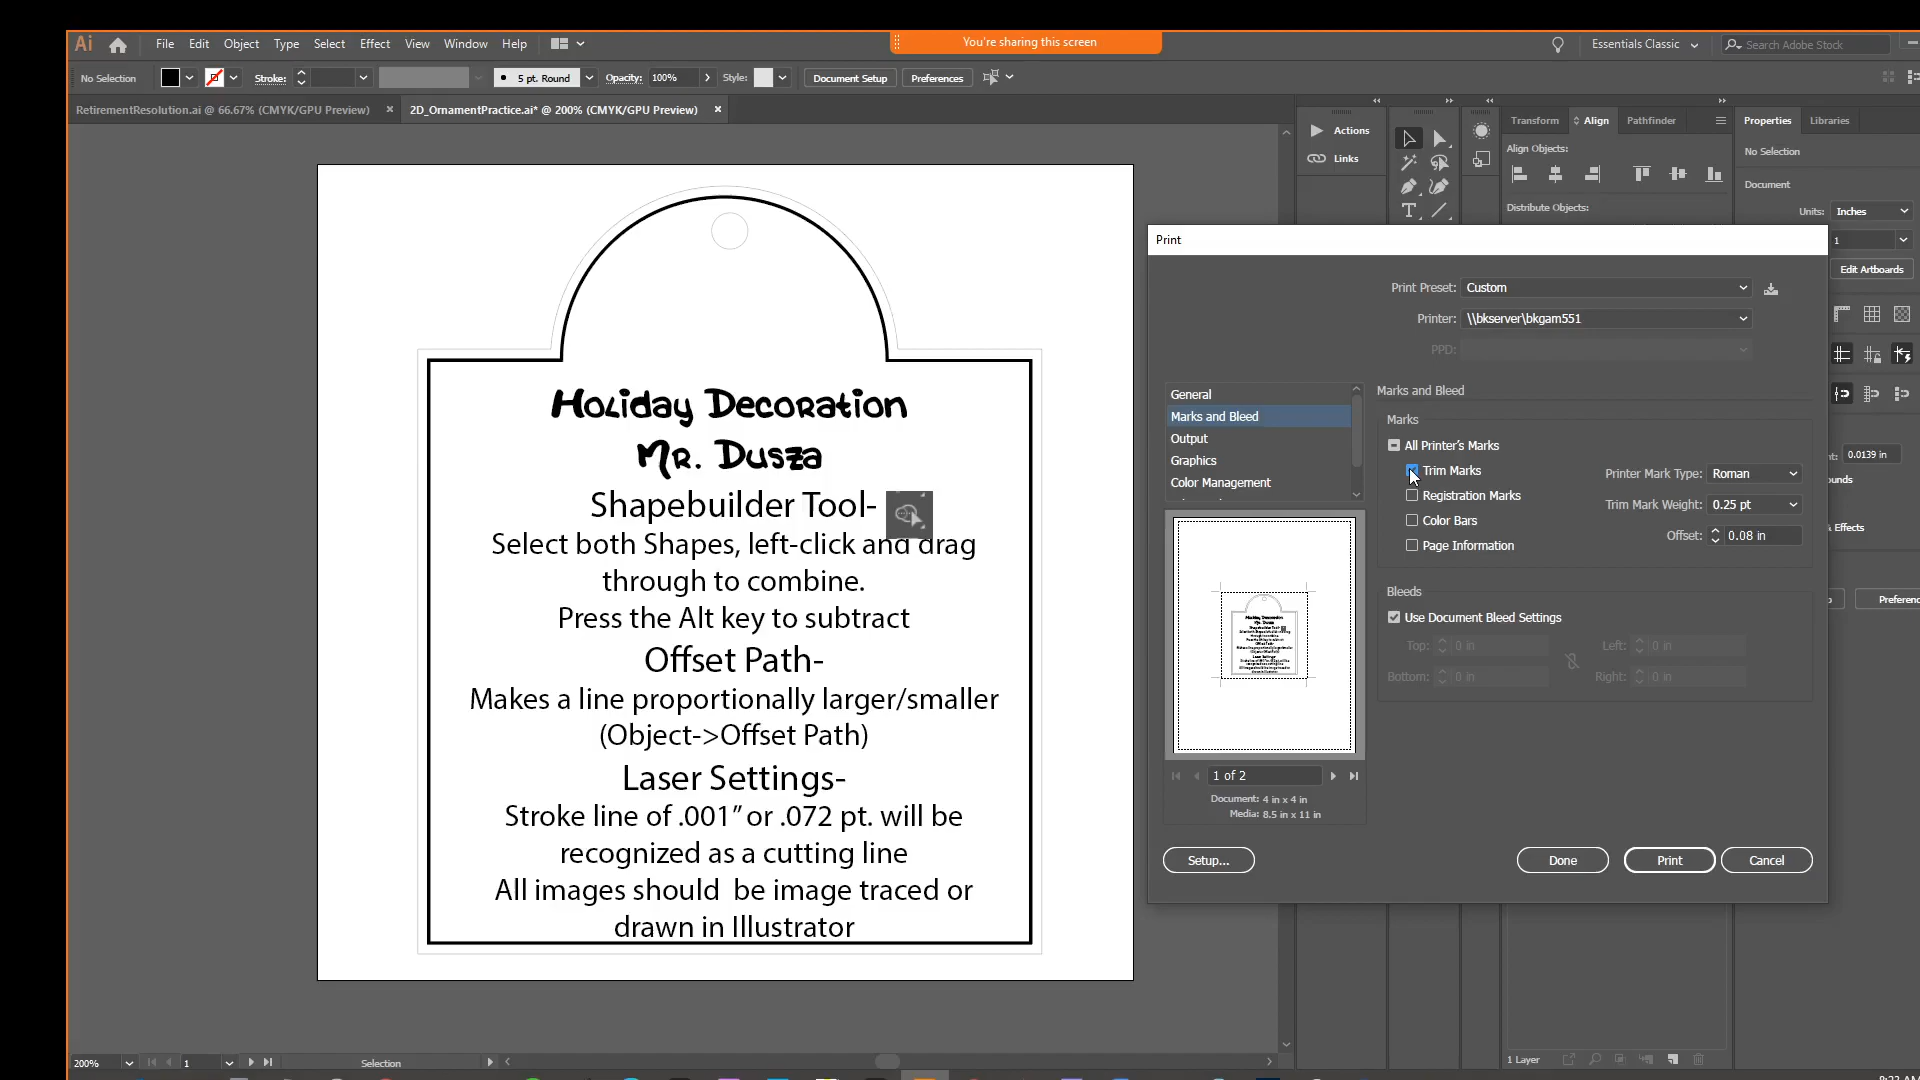 You're sharing this screen
Ai File Edit Object Type Select Effect View Window Help
Essentials Classic
Search Adobe Stock
No Selection
Stroke:
5 pt. Round
Opacity: 100%
Style:
Document Setup
Preferences
RetirementResolution.ai @ 66.67% (CMYK/GPU Preview) ×
2D_OrnamentPractice.ai* @ 200% (CMYK/GPU Preview) ×
Holiday Decoration
Mr. Dusza
Shapebuilder Tool-
Select both Shapes, left-click and drag
through to combine.
Press the Alt key to subtract
Offset Path-
Makes a line proportionally larger/smaller
(Object->Offset Path)
Laser Settings-
Stroke line of .001” or .072 pt. will be
recognized as a cutting line
All images should be image traced or
drawn in Illustrator
Actions
Links
Transform
Align
Pathfinder
Align Objects:
Distribute Objects:
Properties
Libraries
No Selection
Document
Units: Inches
1
Edit Artboards
0.0139 in
Print
Print Preset: Custom
Printer: \\bkserver\bkgam551
PPD:
General
Marks and Bleed
Output
Graphics
Color Management
Marks and Bleed
Marks
All Printer's Marks
Trim Marks
Registration Marks
Color Bars
Page Information
Printer Mark Type: Roman
Trim Mark Weight: 0.25 pt
Offset: 0.08 in
Bleeds
Use Document Bleed Settings
Top: 0 in
Left: 0 in
Bottom: 0 in
Right: 0 in
Holiday Decoration
Mr. Dusza
1 of 2
Document: 4 in x 4 in
Media: 8.5 in x 11 in
Setup...
Done
Print
Cancel
200%
1
Selection
1 Layer